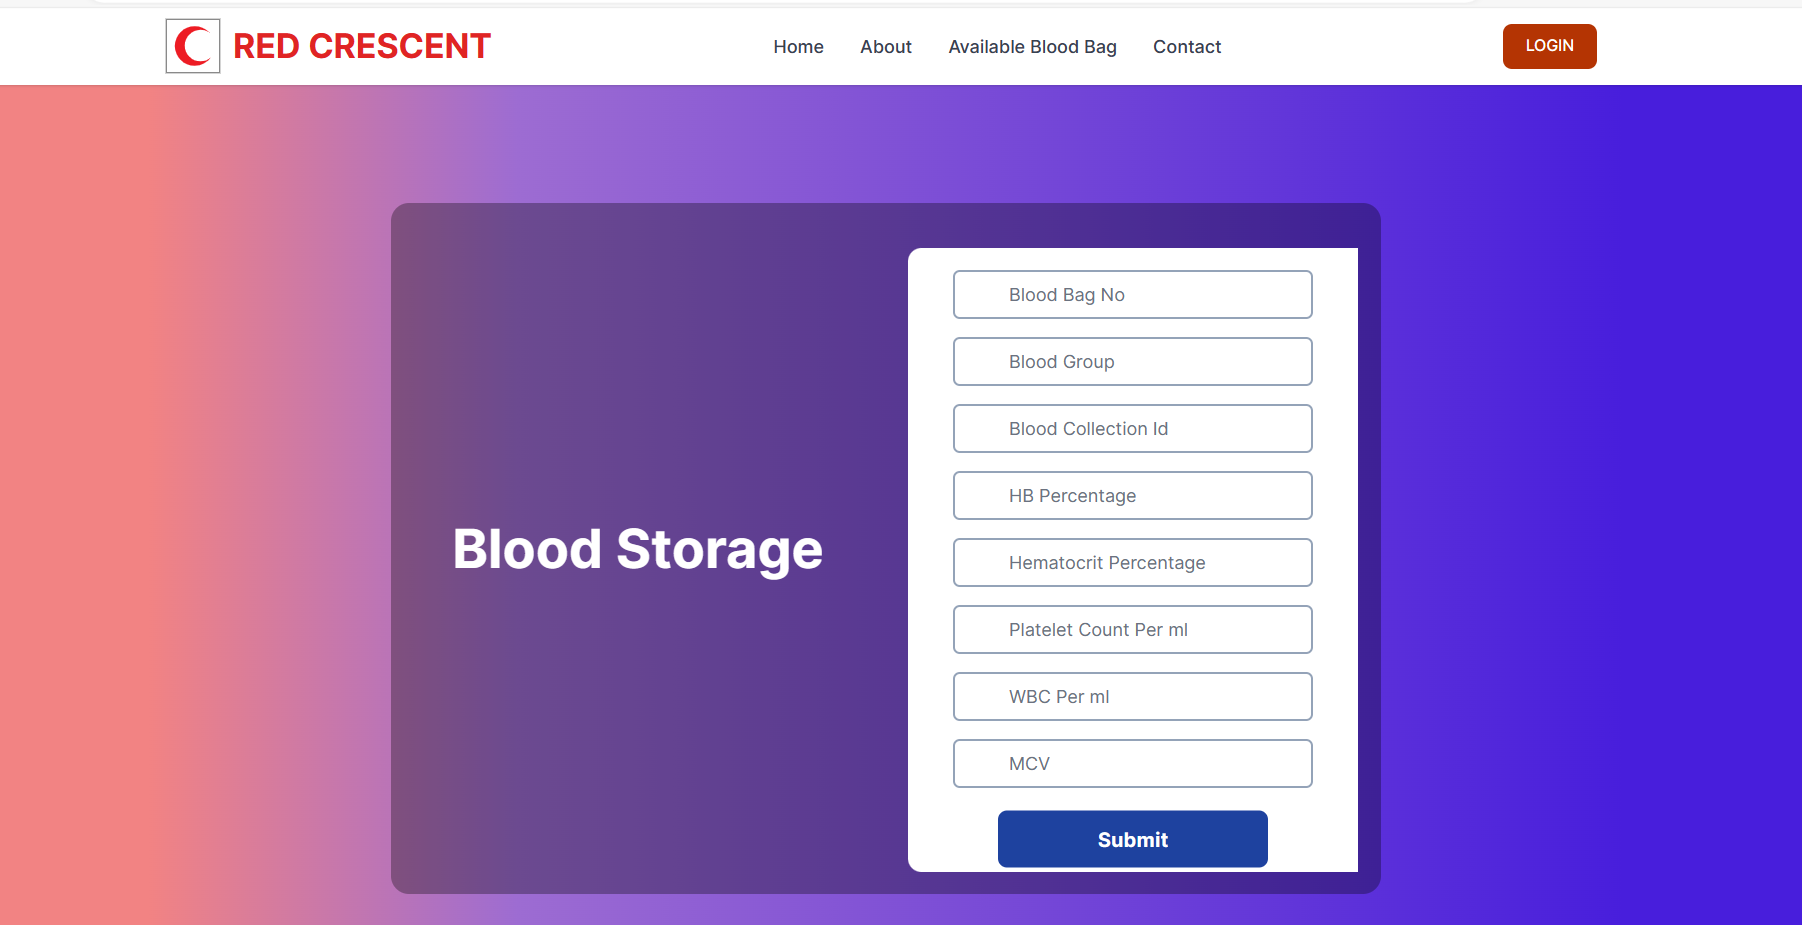 RED CRESCENT
Home About Available Blood Bag Contact
LOGIN
Blood Storage
Blood Bag No
Blood Group
Blood Collection Id
HB Percentage
Hematocrit Percentage
Platelet Count Per ml
WBC Per ml
MCV
Submit